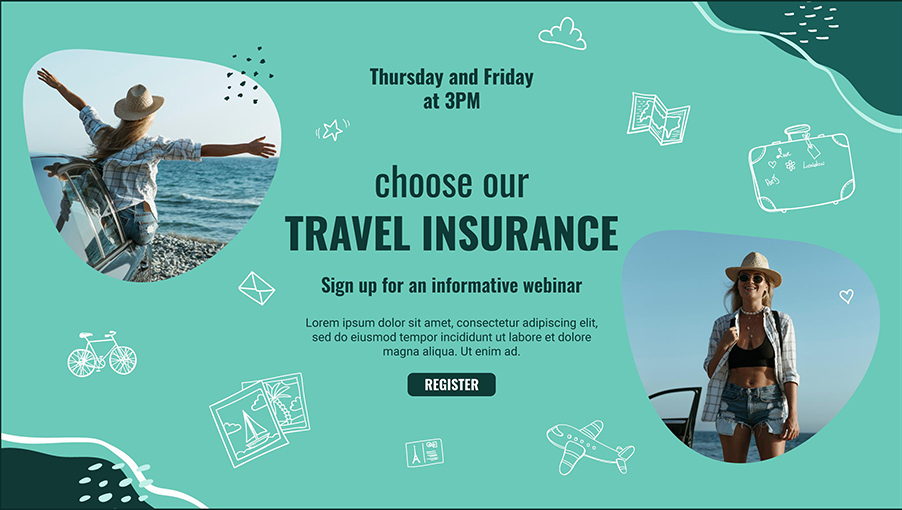 Thursday and Friday
at 3PM
choose our
TRAVEL INSURANCE
Sign up for an informative webinar
Lorem ipsum dolor sit amet, consectetur adipiscing elit,
sed do eiusmod tempor incididunt ut labore et dolore
magna aliqua. Ut enim ad.
REGISTER